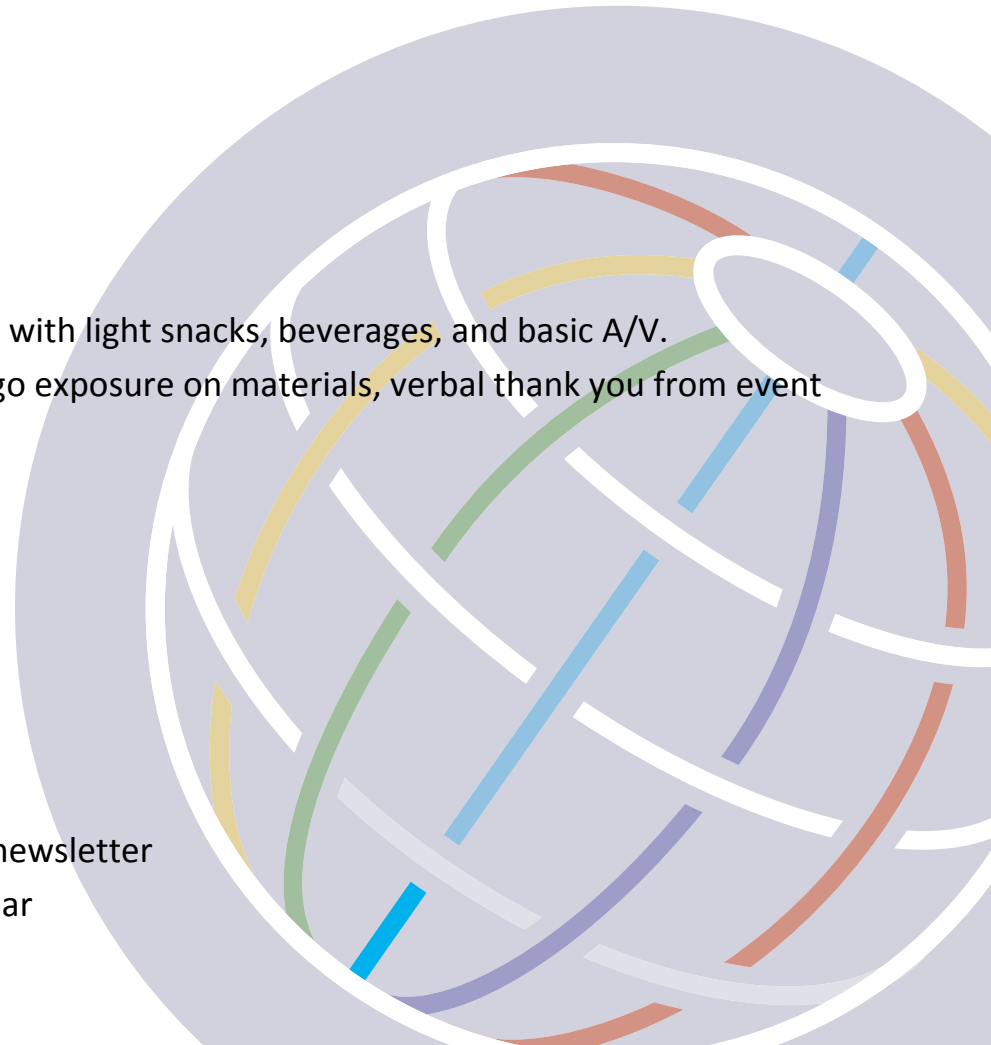 with light snacks, beverages, and basic A/V.
go exposure on materials, verbal thank you from event
newsletter
ar